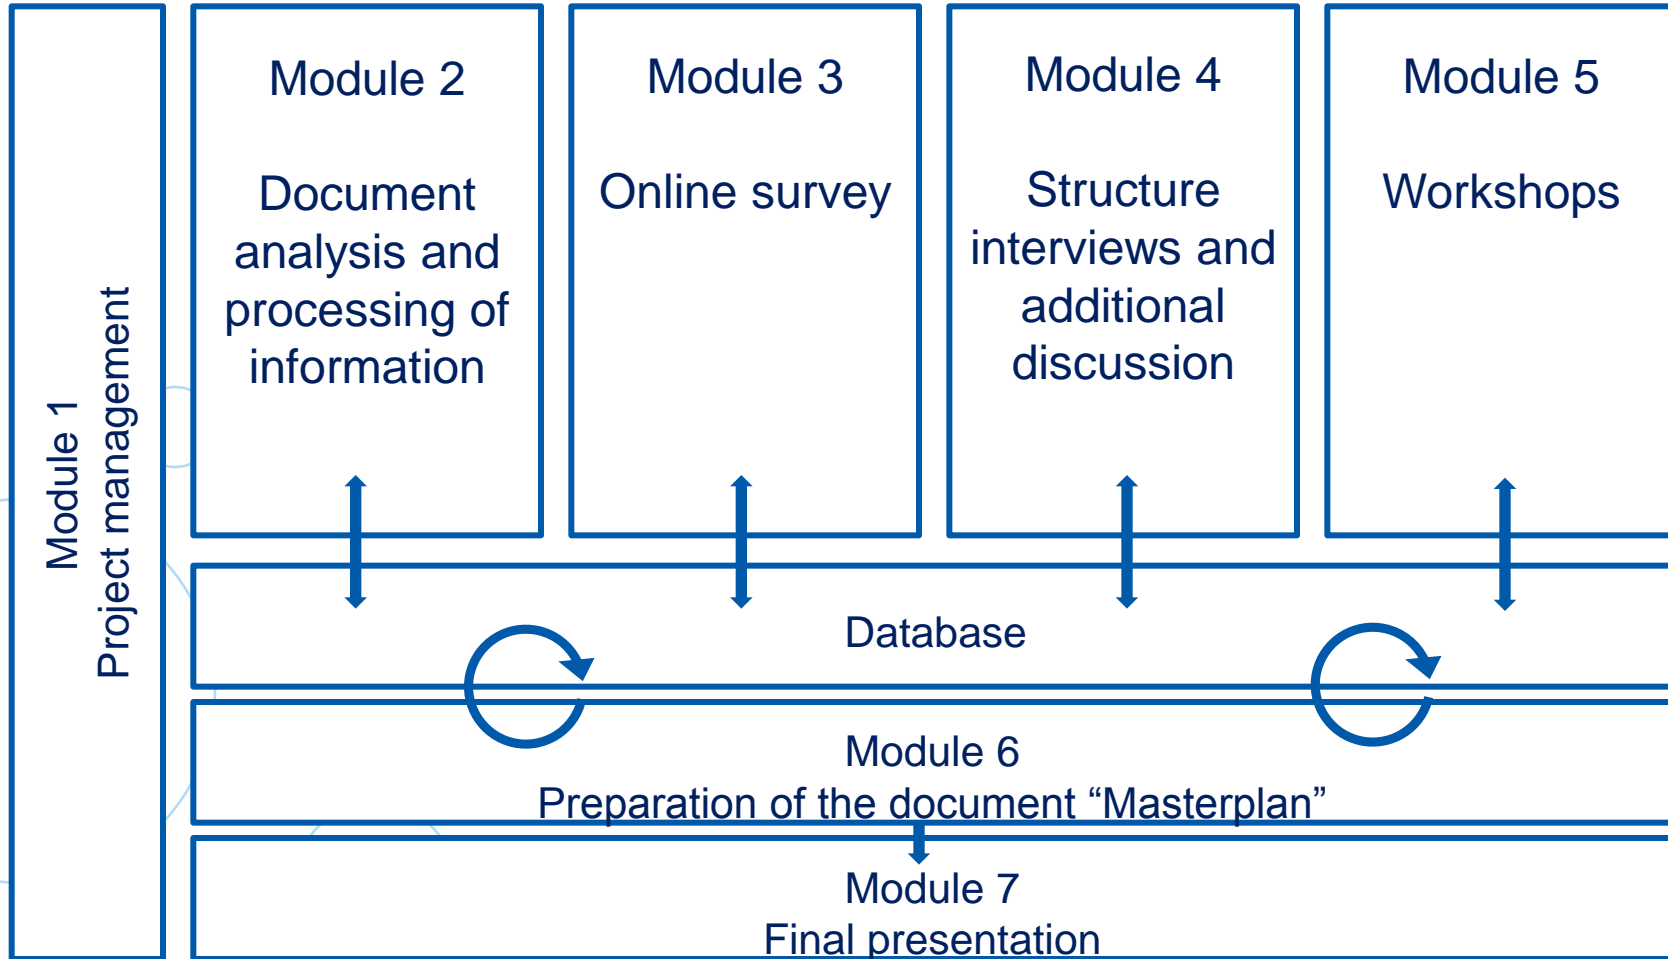 Module 1
Project management
Module 2
Document
analysis and
processing of
information
Module 3
Online survey
Module 4
Structure
interviews and
additional
discussion
Module 5
Workshops
Database
Module 6
Preparation of the document “Masterplan”
Module 7
Final presentation